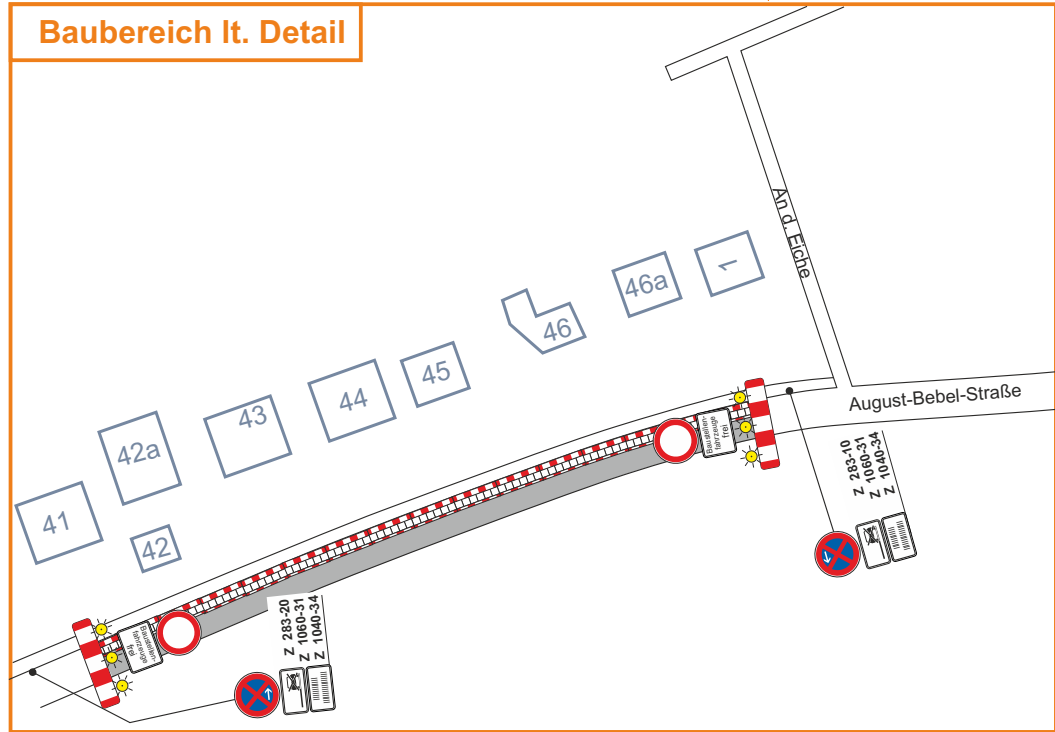 Baubereich lt. Detail
An d. Eiche
1
46a
46
45
44
43
42a
42
41
August-Bebel-Straße
Baustellen-
fahrzeuge
frei
Z 283-10
Z 1060-31
Z 1040-34
Baustellen-
fahrzeuge
frei
Z 283-20
Z 1060-31
Z 1040-34